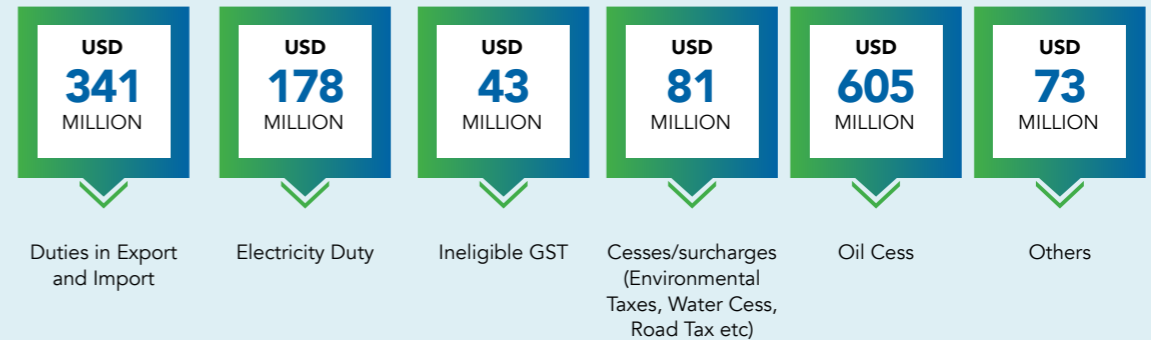 USD
341
MILLION
Duties in Export
and Import
USD
178
MILLION
Electricity Duty
USD
43
MILLION
Ineligible GST
USD
81
MILLION
Cesses/surcharges
(Environmental
Taxes, Water Cess,
Road Tax etc)
USD
605
MILLION
Oil Cess
USD
73
MILLION
Others